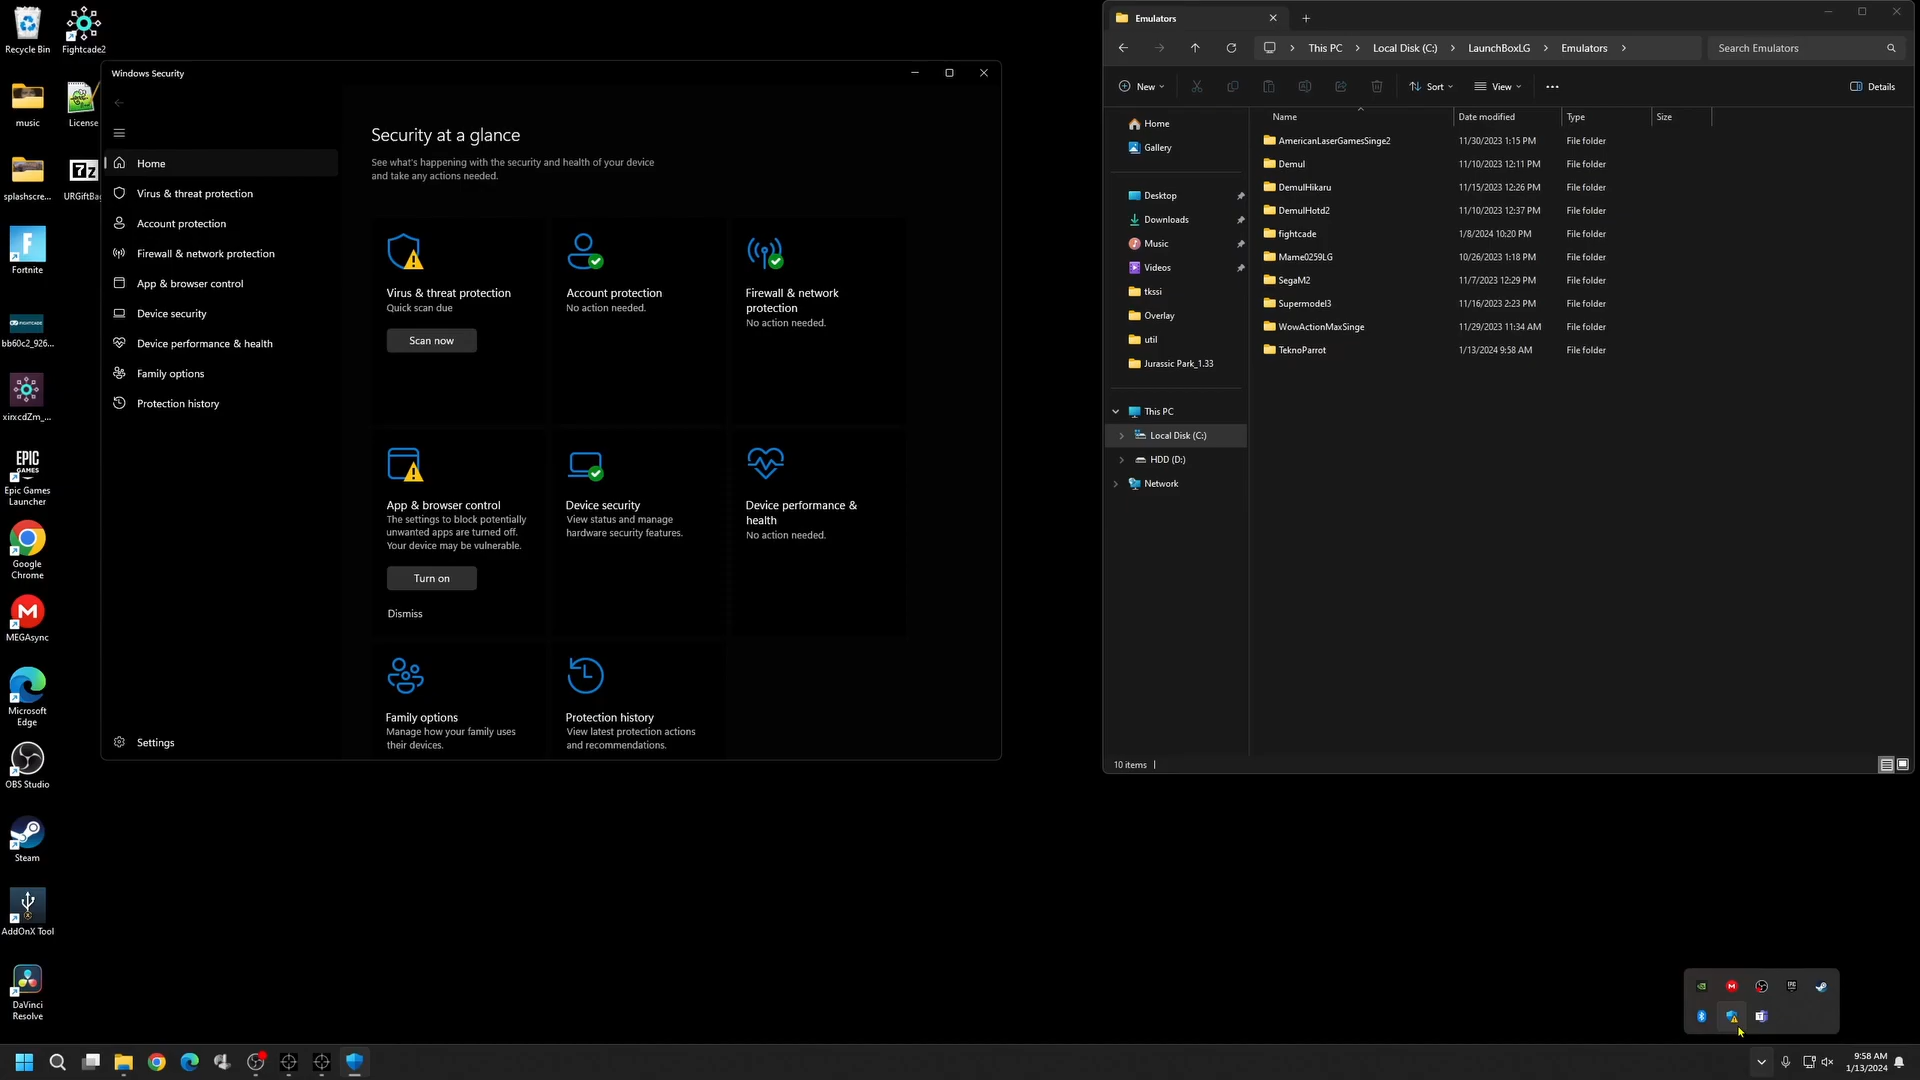 Recycle Bin
Fightcade2
music
License
splashscre...
URGiftBa
Fortnite
bb60c2_926...
xirxcdZm_...
Epic Games
Launcher
Google
Chrome
MEGAsync
Microsoft
Edge
OBS Studio
Steam
AddOnX Tool
DaVinci
Resolve
Windows Security
Home
Virus & threat protection
Account protection
Firewall & network protection
App & browser control
Device security
Device performance & health
Family options
Protection history
Settings
Security at a glance
See what's happening with the security and health of your device
and take any actions needed.
Virus & threat protection
Quick scan due
Scan now
Account protection
No action needed.
Firewall & network
protection
No action needed.
App & browser control
The settings to block potentially
unwanted apps are turned off.
Your device may be vulnerable.
Turn on
Dismiss
Device security
View status and manage
hardware security features.
Device performance &
health
No action needed.
Family options
Manage how your family uses
their devices.
Protection history
View latest protection actions
and recommendations.
Emulators
This PC > Local Disk (C:) > LaunchBoxLG > Emulators >
Search Emulators
New
Sort
View
Details
Home
Gallery
Desktop
Downloads
Music
Videos
tkssi
Overlay
util
Jurassic Park_1.33
This PC
Local Disk (C:)
HDD (D:)
Network
Name Date modified Type Size
AmericanLaserGamesSinge2 11/30/2023 1:15 PM File folder
Demul 11/10/2023 12:11 PM File folder
DemulHikaru 11/15/2023 12:26 PM File folder
DemulHotd2 11/10/2023 12:37 PM File folder
fightcade 1/8/2024 10:20 PM File folder
Mame0259LG 10/26/2023 1:18 PM File folder
SegaM2 11/7/2023 12:29 PM File folder
Supermodel3 11/16/2023 2:23 PM File folder
WowActionMaxSinge 11/29/2023 11:34 AM File folder
TeknoParrot 1/13/2024 9:58 AM File folder
10 items
9:58 AM
1/13/2024